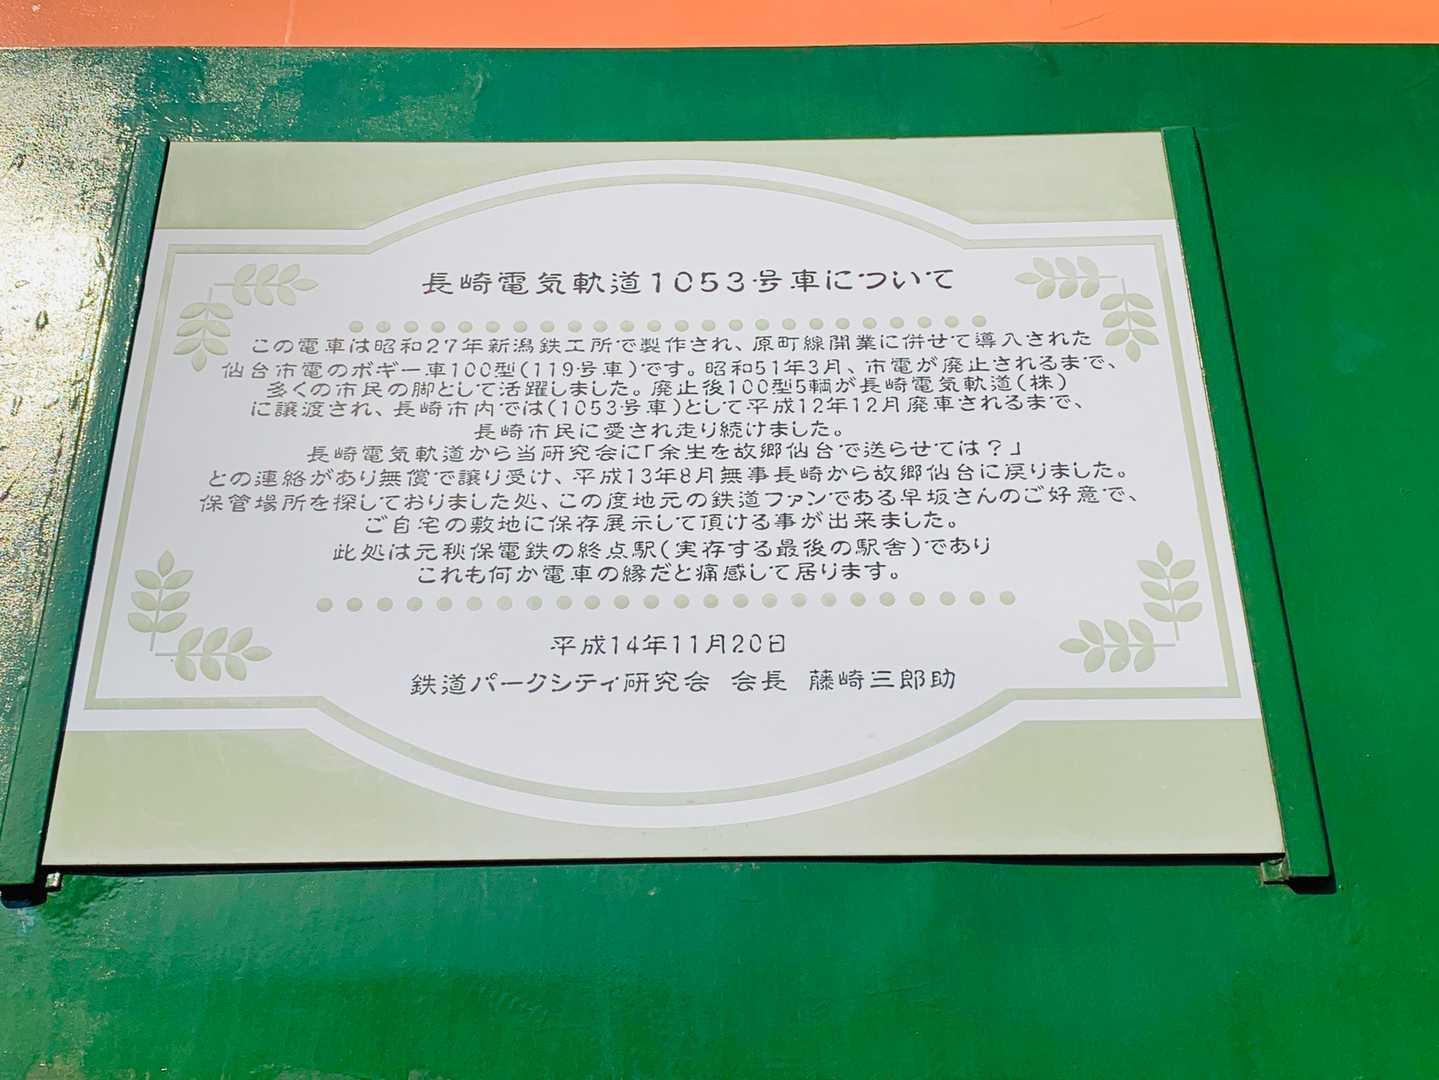 長崎電気軌道1053号車について
この電車は昭和27年新潟鉄工所で製作され、原町線開業に併せて導入された
仙台市電のボギー車100型(119号車)です。昭和51年3月、市電が廃止されるまで、
多くの市民の脚として活躍しました。廃止後100型5輌が長崎電気軌道(株)
に譲渡され、長崎市内では(1053号車)として平成12年12月廃車されるまで、
長崎市民に愛され走り続けました。
長崎電気軌道から当研究会に「余生を故郷仙台で送らせては?」
との連絡があり無償で譲り受け、平成13年8月無事長崎から故郷仙台に戻りました。
保管場所を探しておりました処、この度地元の鉄道ファンである早坂さんのご好意で、
ご自宅の敷地に保存展示して頂ける事が出来ました。
此処は元秋保電鉄の終点駅(実存する最後の駅舎)であり
これも何か電車の縁だと痛感して居ります。
平成14年11月20日
鉄道パークシティ研究会 会長 藤崎三郎助